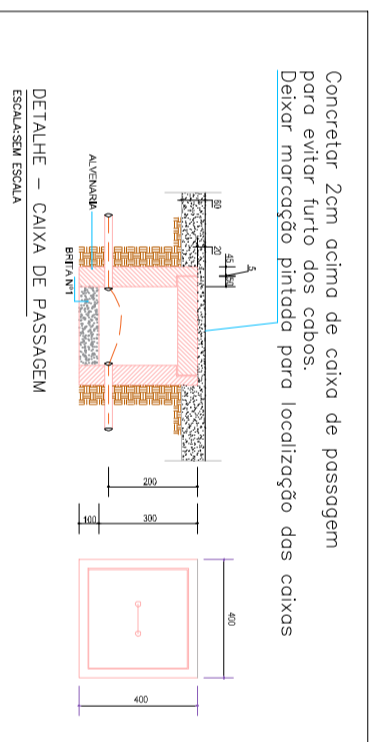 Concretar 2cm acima de caixa de passagem
para evitar furto dos cabos.
Deixar marcação pintada para localização das caixas
60
20
45
5
50
ALVENARIA
BRITA Nº1
200
100
300
400
400
DETALHE - CAIXA DE PASSAGEM
ESCALA:SEM ESCALA